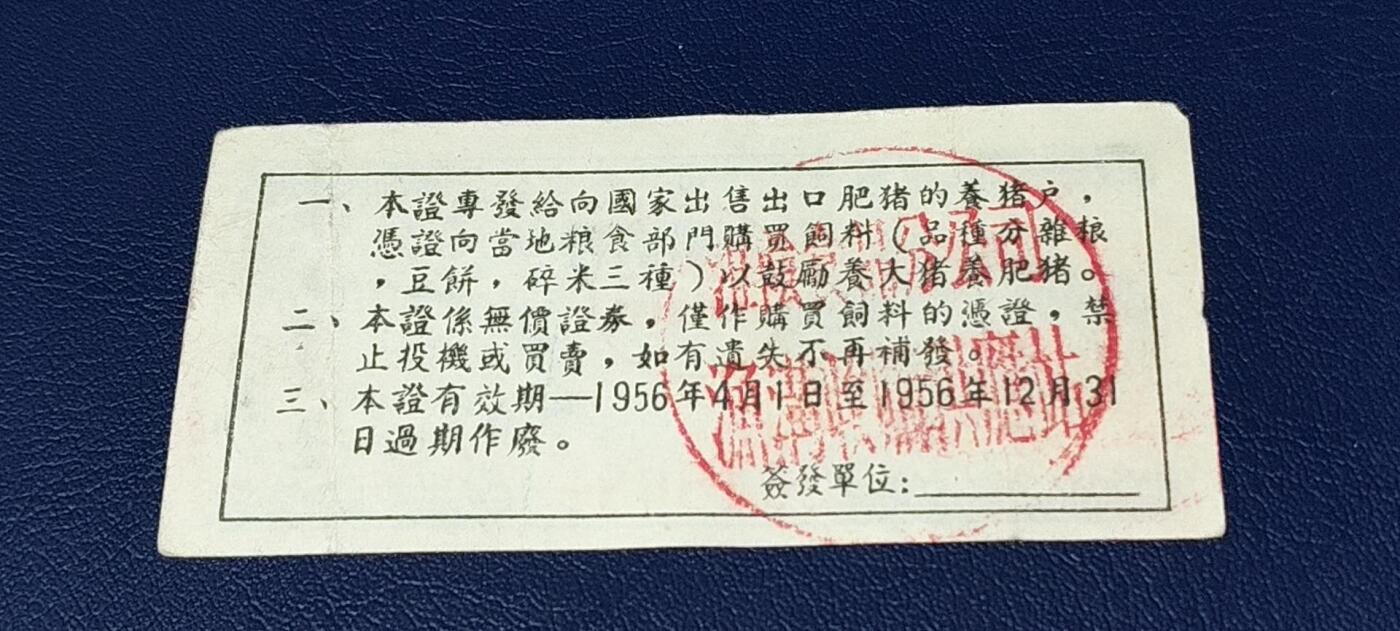 一、本證專發給向國家出售出口肥猪的養猪户，
憑證向當地粮食部門購買飼料（品種分雜粮
，豆餅，碎米三種）以鼓勵養大猪養肥猪。
二、本證係無價證券，僅作購買飼料的憑證，禁
止投機或買賣，如有遺失不再補發。
三、本證有效期—1956年4月1日至1956年12月31
日過期作廢。
簽發單位：
公司